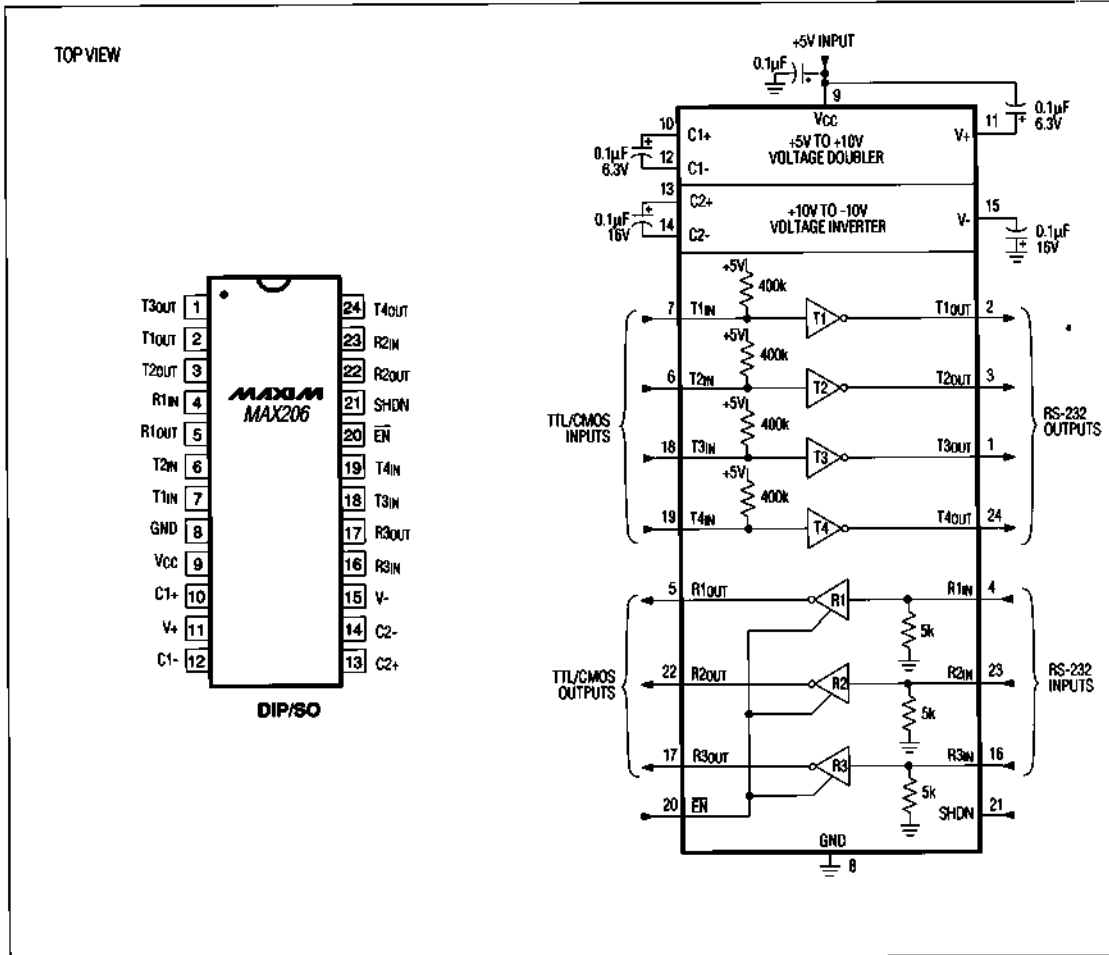 TOP VIEW
T3OUT 1
T1OUT 2
T2OUT 3
R1IN 4
R1OUT 5
T2IN 6
T1IN 7
GND 8
VCC 9
C1+ 10
V+ 11
C1- 12
24 T4OUT
23 R2IN
22 R2OUT
21 SHDN
20 E̅N̅
19 T4IN
18 T3IN
17 R3OUT
16 R3IN
15 V-
14 C2-
13 C2+
MAXIM
MAX206
DIP/SO
+5V INPUT
0.1µF
9
VCC
0.1µF
6.3V
11
V+
10
C1+
0.1µF
6.3V
12
C1-
+5V TO +10V
VOLTAGE DOUBLER
13
C2+
0.1µF
16V
14
C2-
+10V TO -10V
VOLTAGE INVERTER
15
V-
0.1µF
16V
+5V
400k
7 T1IN T1 T1OUT 2
+5V
400k
6 T2IN T2 T2OUT 3
+5V
400k
18 T3IN T3 T3OUT 1
+5V
400k
19 T4IN T4 T4OUT 24
TTL/CMOS
INPUTS
RS-232
OUTPUTS
5 R1OUT R1 R1IN 4
5k
22 R2OUT R2 R2IN 23
5k
17 R3OUT R3 R3IN 16
5k
TTL/CMOS
OUTPUTS
RS-232
INPUTS
20 E̅N̅
SHDN 21
GND
8